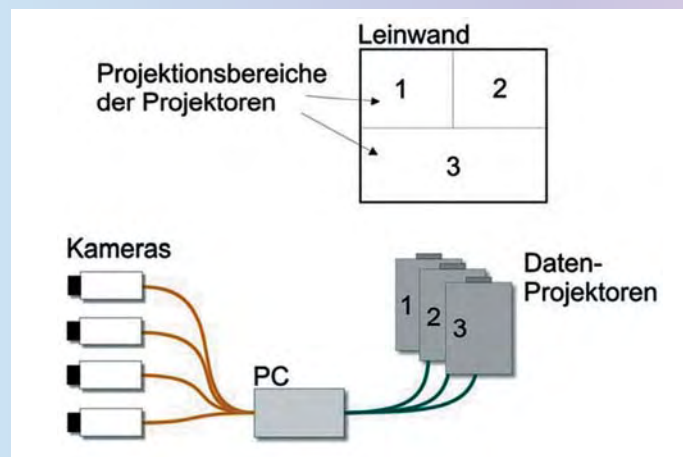 Leinwand
Projektionsbereiche
der Projektoren
1
2
3
Kameras
Daten-
Projektoren
1
2
3
PC